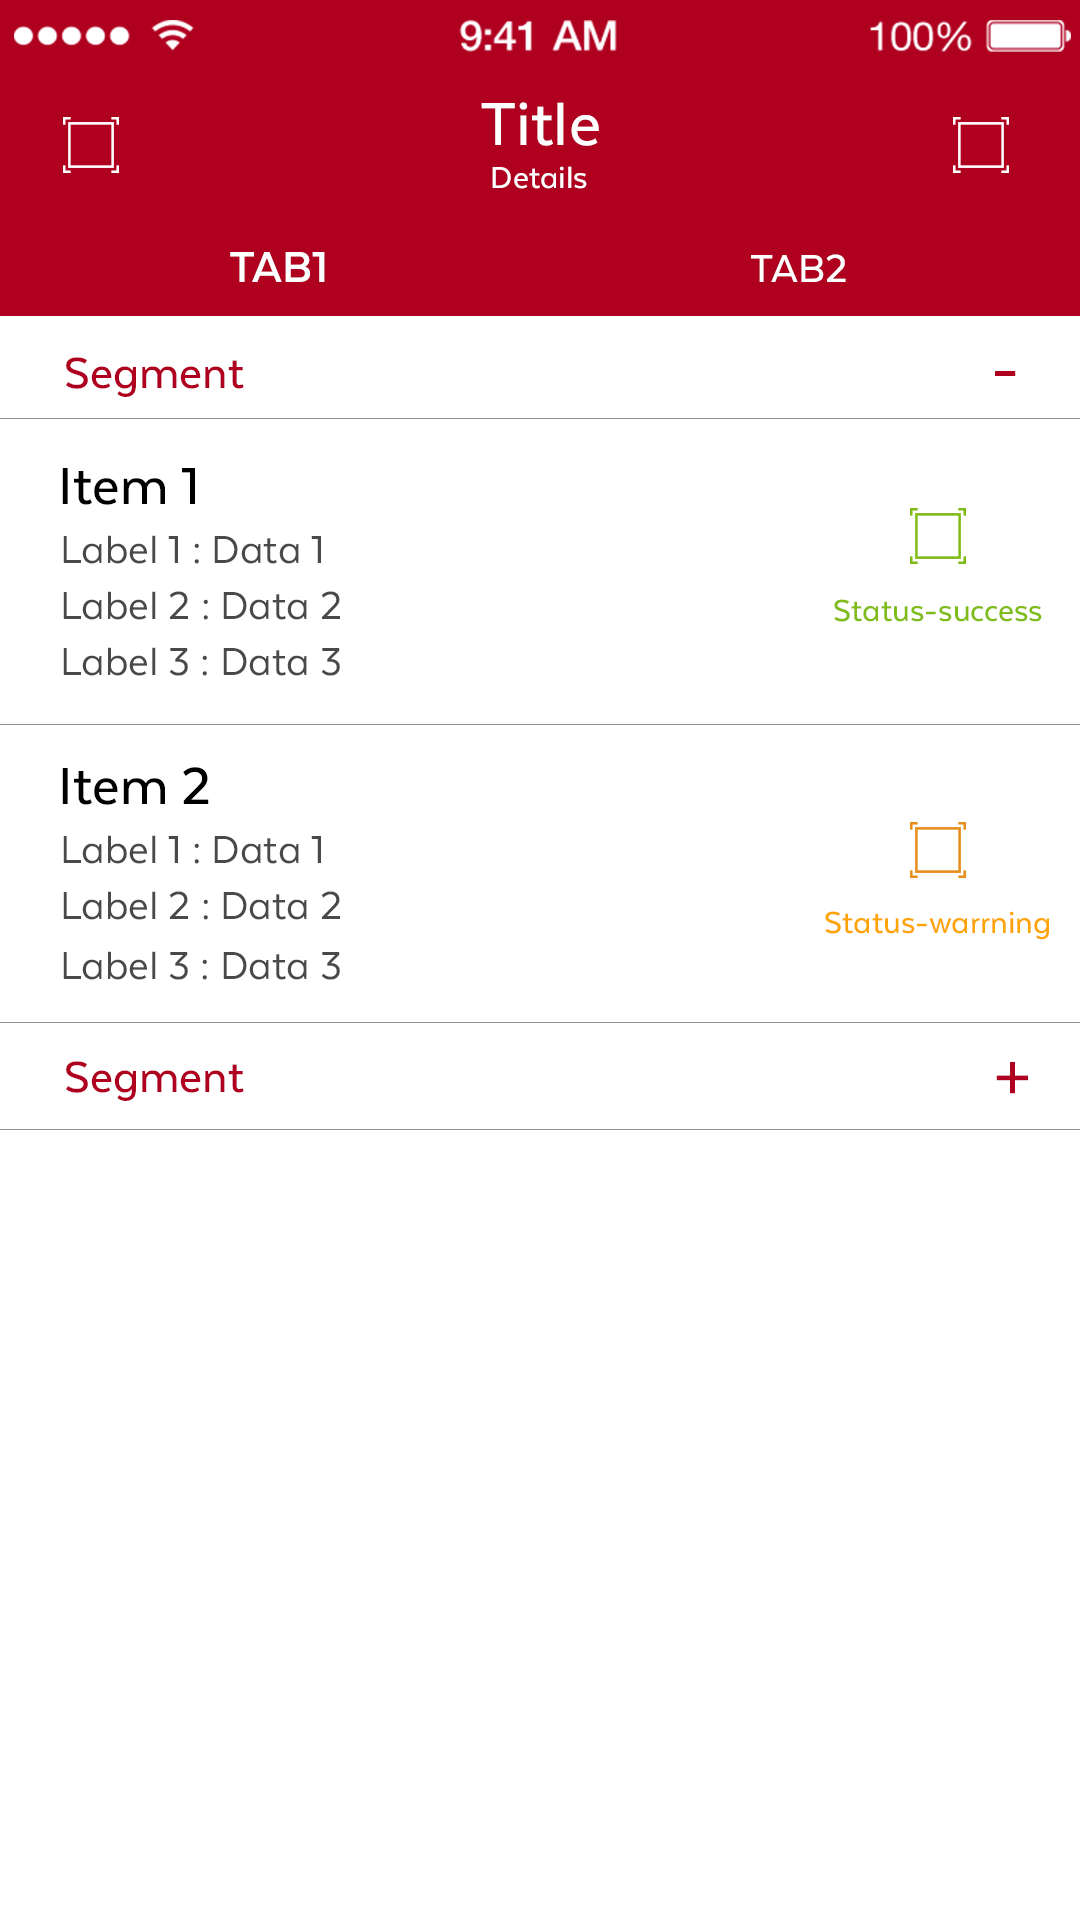 9:41 AM 100%
Title
Details
TAB1 TAB2
Segment -
Item 1
Label 1 : Data 1
Label 2 : Data 2
Status-success
Label 3 : Data 3
Item 2
Label 1 : Data 1
Label 2 : Data 2
Status-warrning
Label 3 : Data 3
Segment +